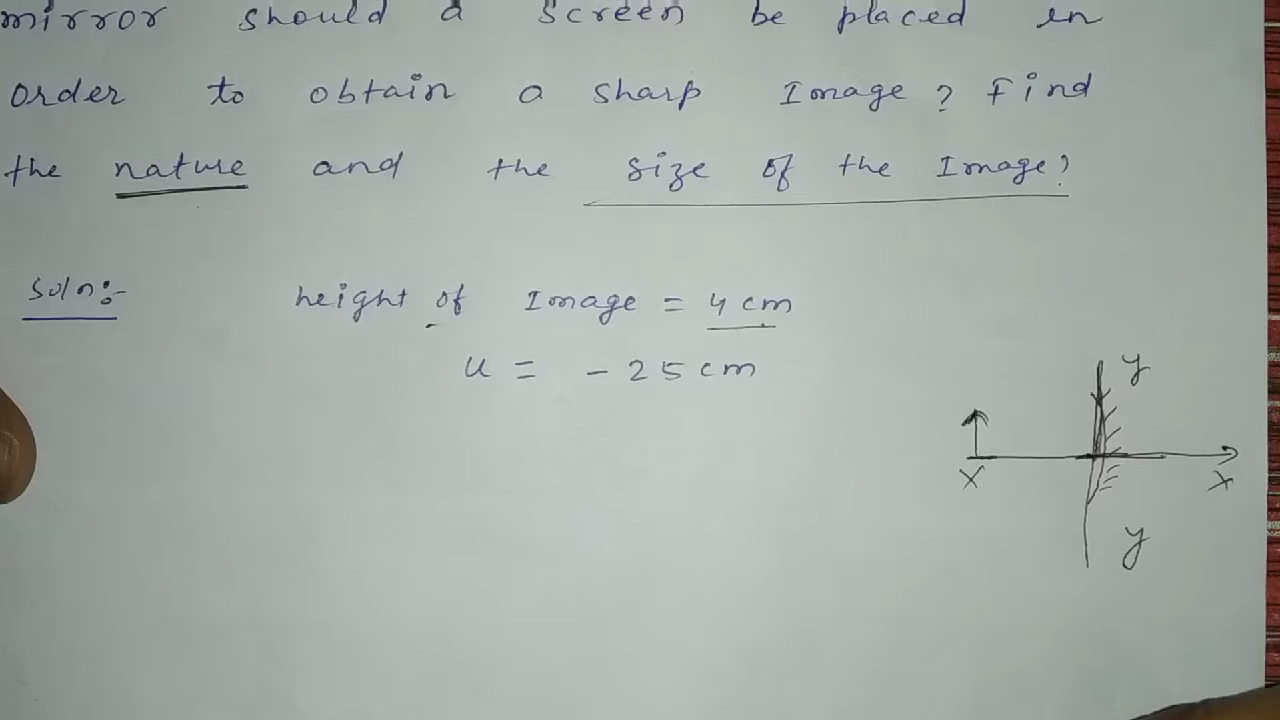 mirror should a screen be placed in
order to obtain a sharp Image ? Find
the nature and the size of the Image?
Soln:- height of Image = 4 cm
u = - 25 cm
y
X X
y